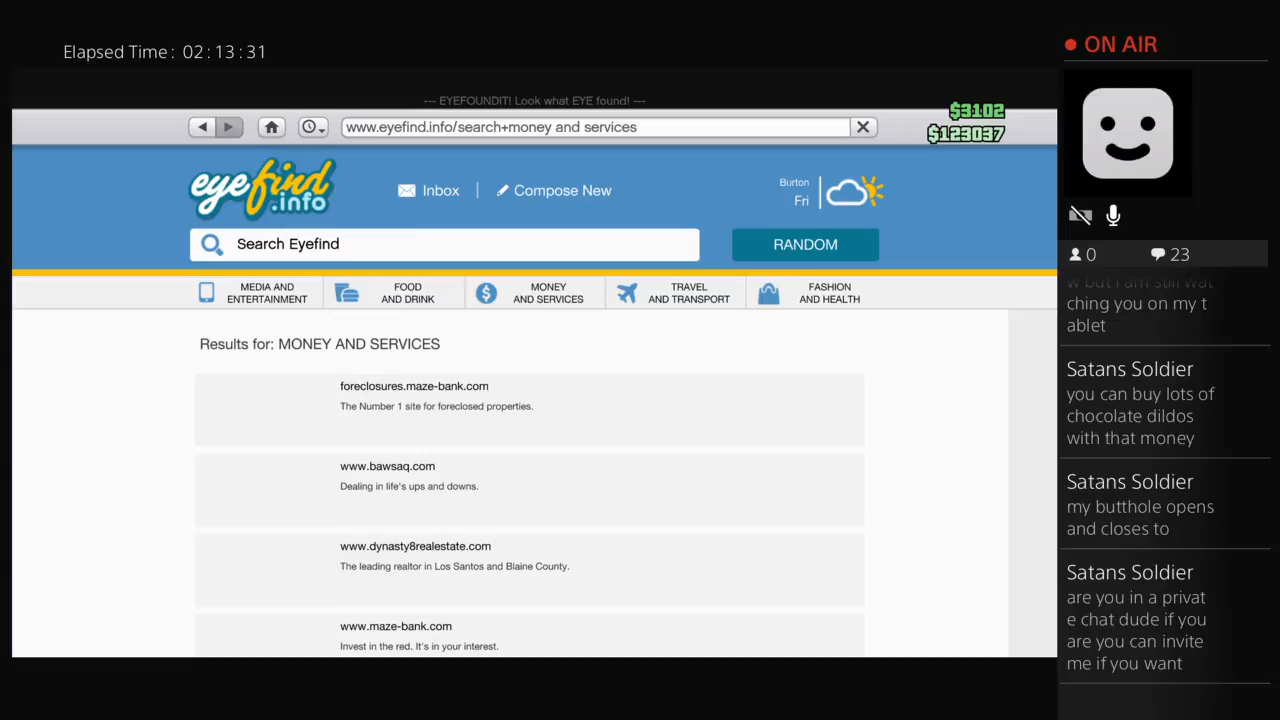 Elapsed Time: 02:13:31
ON AIR
--- EYEFOUNDIT! Look what EYE found! ---
www.eyefind.info/search+money and services
$3102
$123037
eyefind
.info
Inbox
Compose New
Burton
Fri
Search Eyefind
RANDOM
MEDIA AND
ENTERTAINMENT
FOOD
AND DRINK
MONEY
AND SERVICES
TRAVEL
AND TRANSPORT
FASHION
AND HEALTH
Results for: MONEY AND SERVICES
foreclosures.maze-bank.com
The Number 1 site for foreclosed properties.
www.bawsaq.com
Dealing in life's ups and downs.
www.dynasty8realestate.com
The leading realtor in Los Santos and Blaine County.
www.maze-bank.com
Invest in the red. It's in your interest.
0
23
w but i am still wat
ching you on my t
ablet
Satans Soldier
you can buy lots of
chocolate dildos
with that money
Satans Soldier
my butthole opens
and closes to
Satans Soldier
are you in a privat
e chat dude if you
are you can invite
me if you want